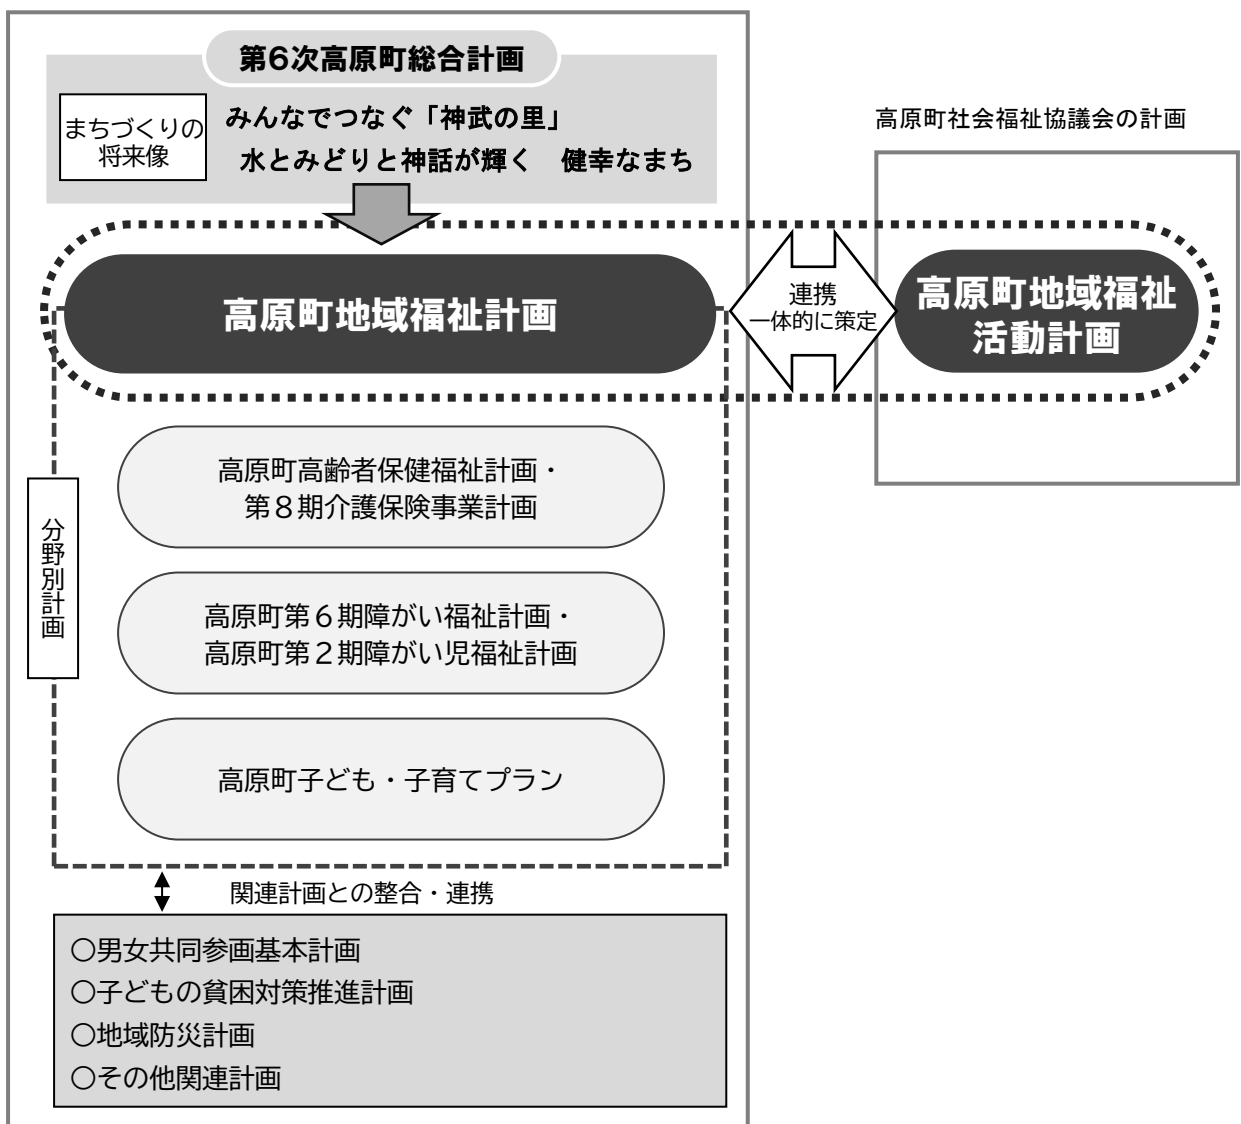 第6次高原町総合計画
まちづくりの
将来像
みんなでつなぐ「神武の里」
水とみどりと神話が輝く　健幸なまち
高原町社会福祉協議会の計画
高原町地域福祉計画
連携
一体的に策定
高原町地域福祉
活動計画
分野別計画
高原町高齢者保健福祉計画・
第８期介護保険事業計画
高原町第６期障がい福祉計画・
高原町第２期障がい児福祉計画
高原町子ども・子育てプラン
関連計画との整合・連携
〇男女共同参画基本計画
〇子どもの貧困対策推進計画
〇地域防災計画
〇その他関連計画